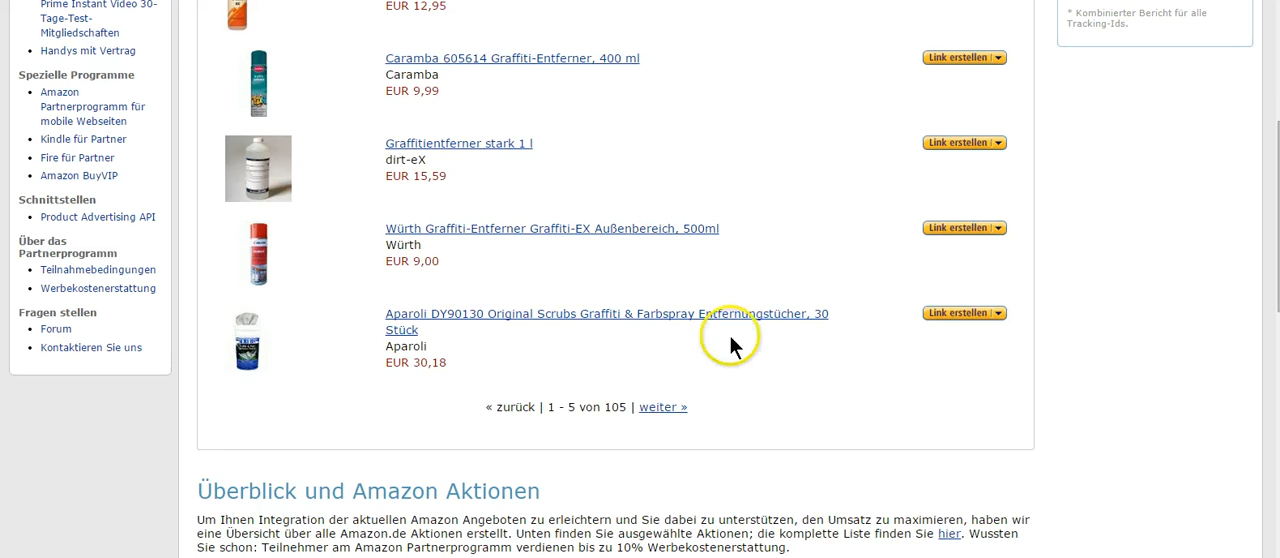 Prime Instant Video 30-
Tage-Test-
Mitgliedschaften
Handys mit Vertrag
Spezielle Programme
Amazon
Partnerprogramm für
mobile Webseiten
Kindle für Partner
Fire für Partner
Amazon BuyVIP
Schnittstellen
Product Advertising API
Über das
Partnerprogramm
Teilnahmebedingungen
Werbekostenerstattung
Fragen stellen
Forum
Kontaktieren Sie uns
EUR 12,95
Caramba 605614 Graffiti-Entferner, 400 ml
Caramba
EUR 9,99
Link erstellen
Graffitientferner stark 1 l
dirt-eX
EUR 15,59
Link erstellen
Würth Graffiti-Entferner Graffiti-EX Außenbereich, 500ml
Würth
EUR 9,00
Link erstellen
Aparoli DY90130 Original Scrubs Graffiti & Farbspray Entfernungstücher, 30
Stück
Aparoli
EUR 30,18
Link erstellen
« zurück | 1 - 5 von 105 | weiter »
Überblick und Amazon Aktionen
Um Ihnen Integration der aktuellen Amazon Angeboten zu erleichtern und Sie dabei zu unterstützen, den Umsatz zu maximieren, haben wir
eine Übersicht über alle Amazon.de Aktionen erstellt. Unten finden Sie ausgewählte Aktionen; die komplette Liste finden Sie hier. Wussten
Sie schon: Teilnehmer am Amazon Partnerprogramm verdienen bis zu 10% Werbekostenerstattung.
* Kombinierter Bericht für alle
Tracking-Ids.